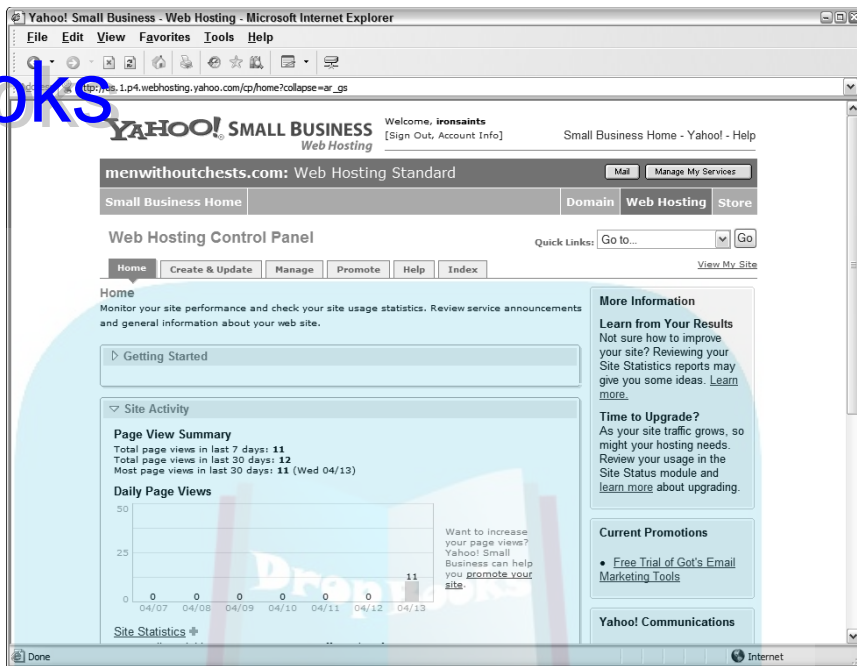 Yahoo! Small Business - Web Hosting - Microsoft Internet Explorer
File Edit View Favorites Tools Help
oks
.1.p4.webhosting.yahoo.com/cp/home?collapse=ar_gs
YAHOO! SMALL BUSINESS
Web Hosting
Welcome, ironsaints
[Sign Out, Account Info]
Small Business Home - Yahoo! - Help
menwithoutchests.com: Web Hosting Standard
Mail Manage My Services
Small Business Home Domain Web Hosting Store
Web Hosting Control Panel
Quick Links: Go to... Go
Home Create & Update Manage Promote Help Index
View My Site
Home
Monitor your site performance and check your site usage statistics. Review service announcements
and general information about your web site.
Getting Started
Site Activity
Page View Summary
Total page views in last 7 days: 11
Total page views in last 30 days: 12
Most page views in last 30 days: 11 (Wed 04/13)
Daily Page Views
50
25
0
0 0 0 0 0 0 11
04/07 04/08 04/09 04/10 04/11 04/12 04/13
Want to increase
your page views?
Yahoo! Small
Business can help
you promote your
site.
DropBooks
Site Statistics
More Information
Learn from Your Results
Not sure how to improve
your site? Reviewing your
Site Statistics reports may
give you some ideas. Learn
more.
Time to Upgrade?
As your site traffic grows, so
might your hosting needs.
Review your usage in the
Site Status module and
learn more about upgrading.
Current Promotions
• Free Trial of Got's Email
Marketing Tools
Yahoo! Communications
Done
Internet